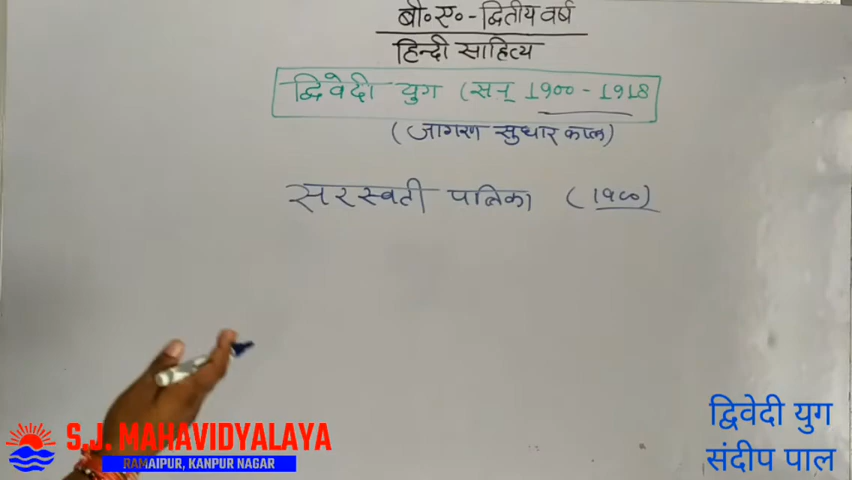 बी०ए०-द्वितीय वर्ष
हिन्दी साहित्य
द्विवेदी युग (सन् 1900 - 1918
(जागरण सुधार काल)
सरस्वती पत्रिका (1900)
S.J. MAHAVIDYALAYA
RAMAIPUR, KANPUR NAGAR
द्विवेदी युग
संदीप पाल